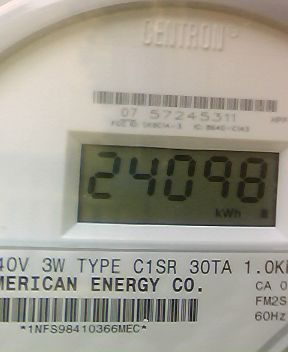 CENTRON
07 57245311
24098
kWh
40V 3W TYPE C1SR 30TA 1.0K
MERICAN ENERGY CO.
CA 0
FM2S
60Hz
*1NFS98410366MEC*